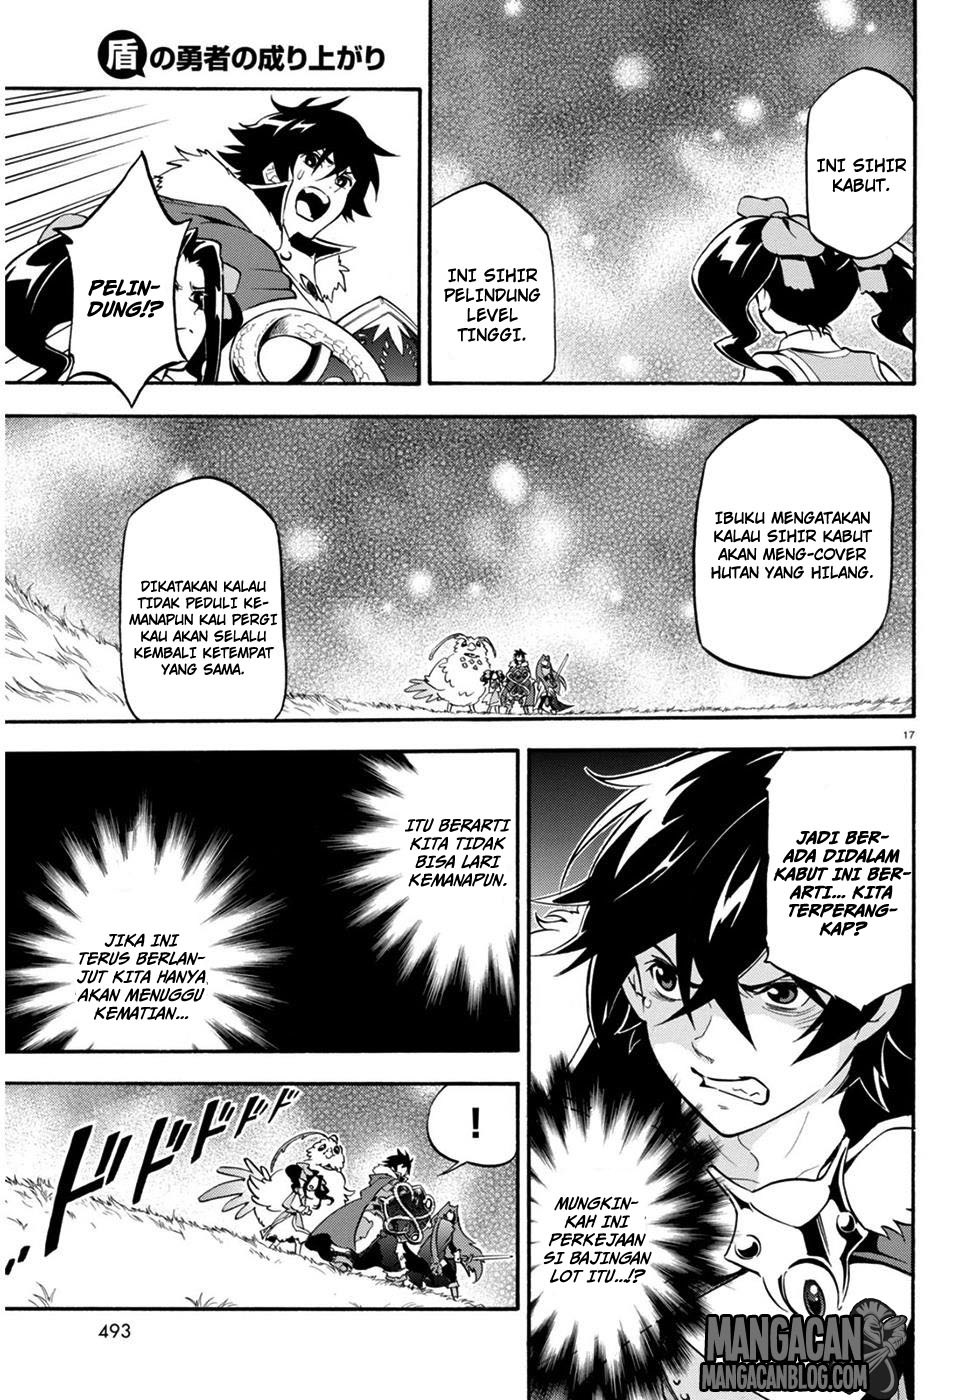 盾の勇者の成り上がり
INI SIHIR
KABUT.
INI SIHIR
PELINDUNG
LEVEL
TINGGI.
PELIN-
DUNG!?
IBUKU MENGATAKAN
KALAU SIHIR KABUT
AKAN MENG-COVER
HUTAN YANG HILANG.
DIKATAKAN KALAU
TIDAK PEDULI KE-
MANAPUN KAU PERGI
KAU AKAN SELALU
KEMBALI KETEMPAT
YANG SAMA.
17
JADI BER-
ADA DIDALAM
KABUT INI BER-
ARTI... KITA
TERPERANG-
KAP?
MUNGKIN-
KAH INI
PERKEJAAN
SI BAJINGAN
LOT ITU...!?
ITU BERARTI
KITA TIDAK
BISA LARI
KEMANAPUN.
JIKA INI
TERUS BERLAN-
JUT KITA HANYA
AKAN MENUGGU
KEMATIAN...
!
ドドドドド
493
MANGACAN
MANGACANBLOG.COM